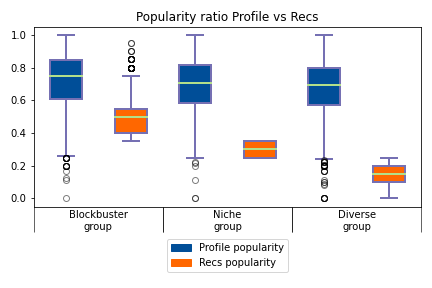 Popularity ratio Profile vs Recs
1.0
0.8
0.6
0.4
0.2
0.0
Blockbuster
group
Niche
group
Diverse
group
Profile popularity
Recs popularity